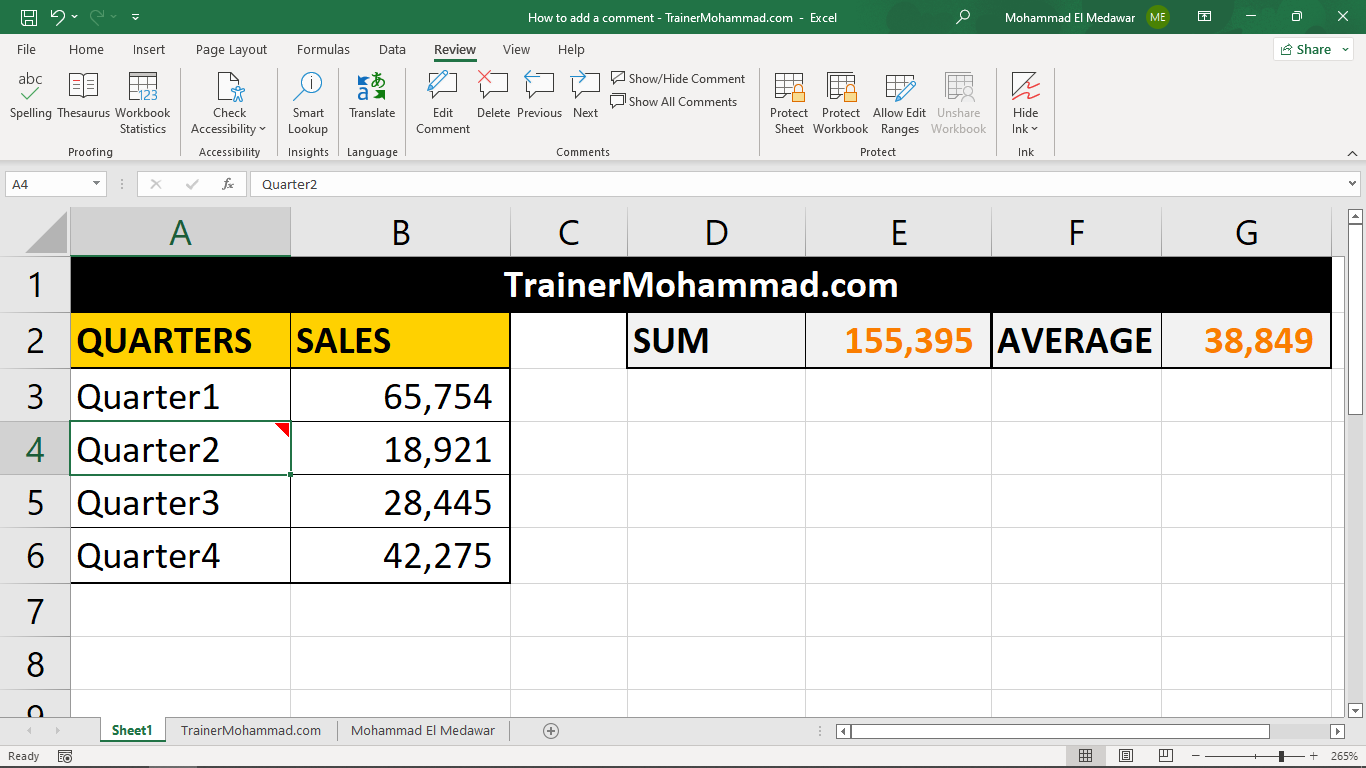 How to add a comment - TrainerMohammad.com - Excel
Mohammad El Medawar ME
File Home Insert Page Layout Formulas Data Review View Help Share
abc
Spelling
Thesaurus
Workbook
Statistics
Proofing
Check
Accessibility
Accessibility
Smart
Lookup
Insights
Translate
Language
Edit
Comment
Delete
Previous
Next
Show/Hide Comment
Show All Comments
Comments
Protect
Sheet
Protect
Workbook
Allow Edit
Ranges
Unshare
Workbook
Protect
Hide
Ink
Ink
A4 fx Quarter2
A B C D E F G
1 TrainerMohammad.com
2 QUARTERS SALES SUM 155,395 AVERAGE 38,849
3 Quarter1 65,754
4 Quarter2 18,921
5 Quarter3 28,445
6 Quarter4 42,275
7
8
9
Sheet1 TrainerMohammad.com Mohammad El Medawar
Ready 265%